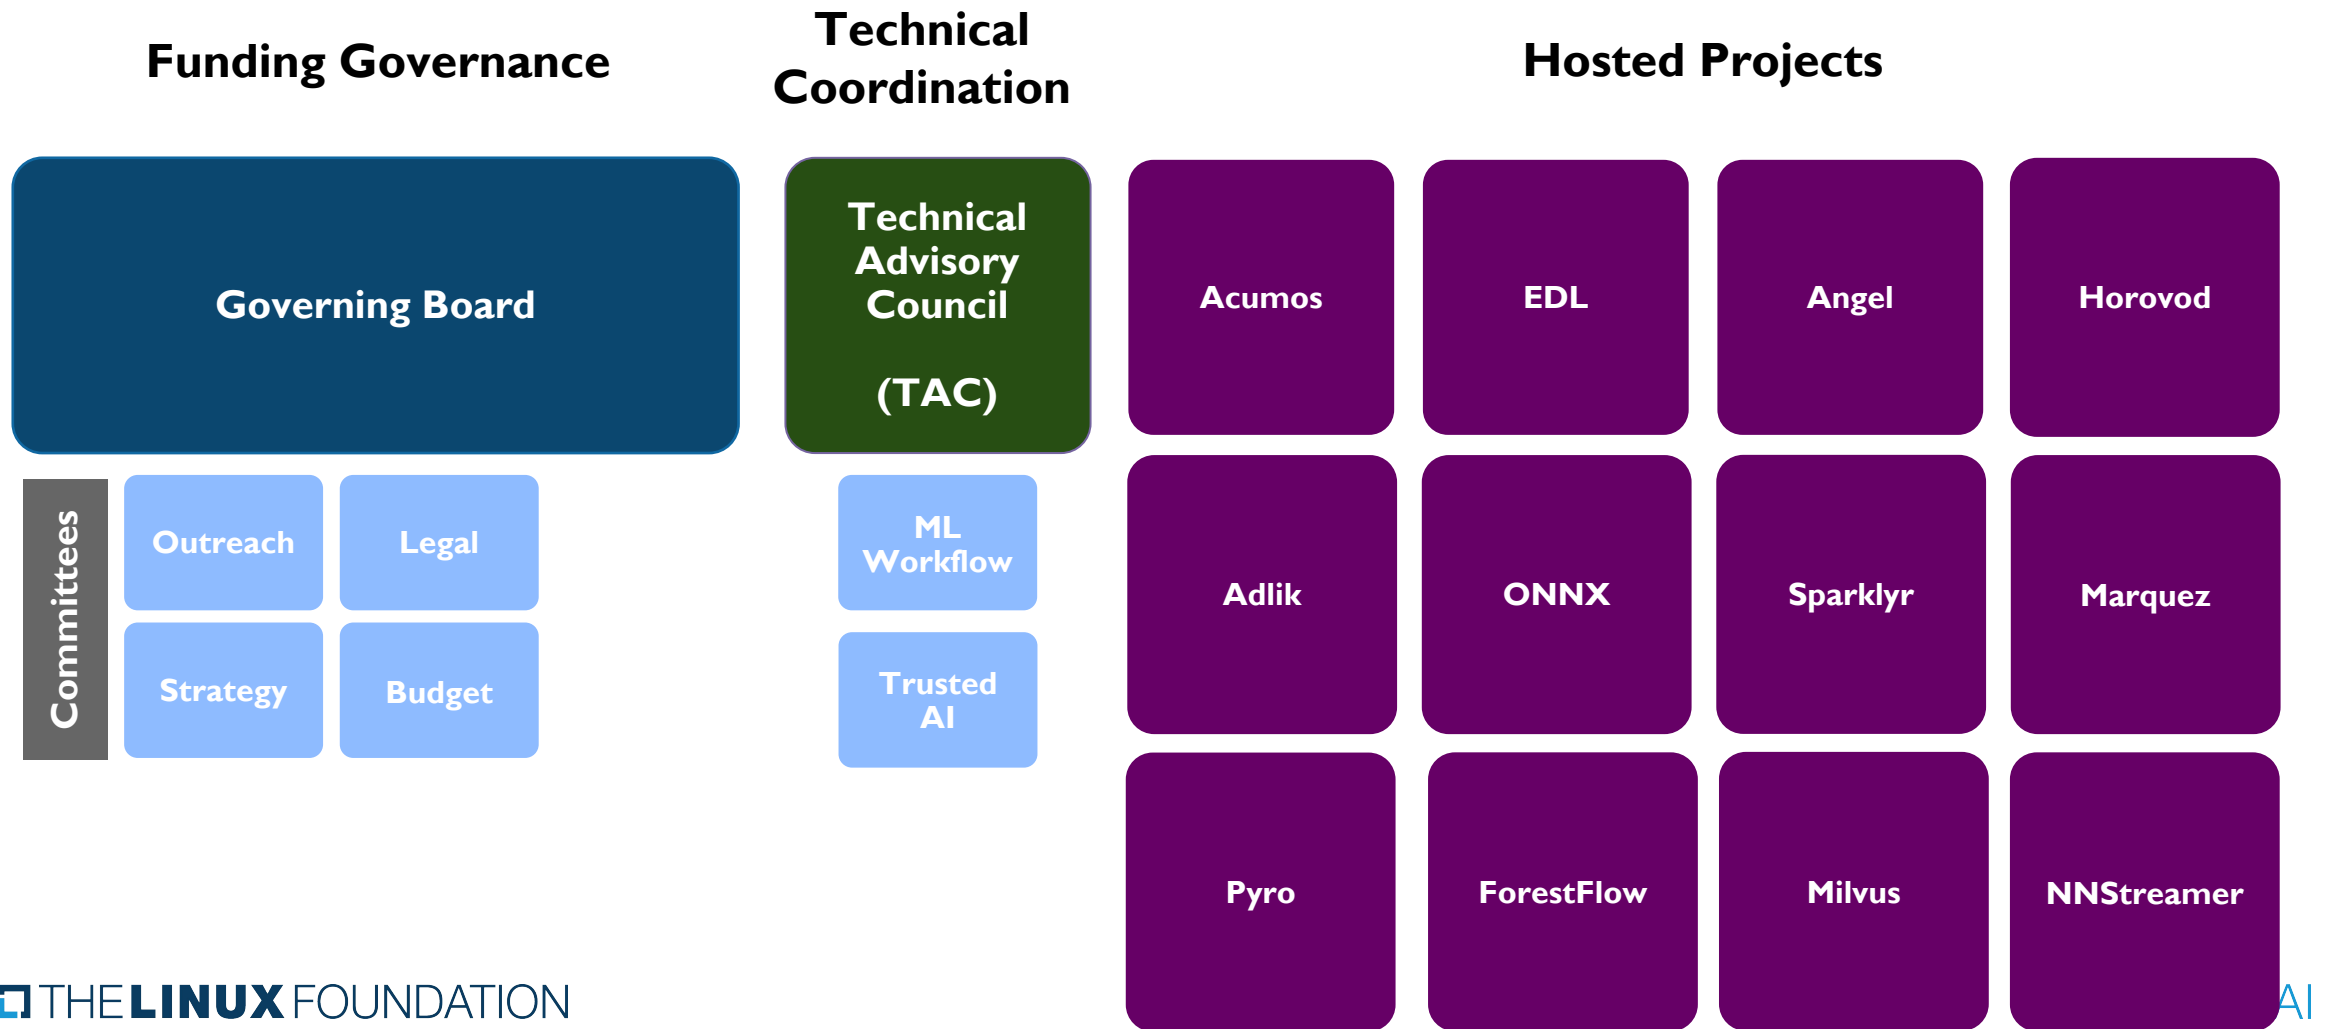 Funding Governance
Technical
Coordination
Hosted Projects
Governing Board
Technical
Advisory
Council
(TAC)
Committees
Outreach
Legal
Strategy
Budget
ML
Workflow
Trusted
AI
Acumos
EDL
Angel
Horovod
Adlik
ONNX
Sparklyr
Marquez
Pyro
ForestFlow
Milvus
NNStreamer
THE LINUX FOUNDATION
AI